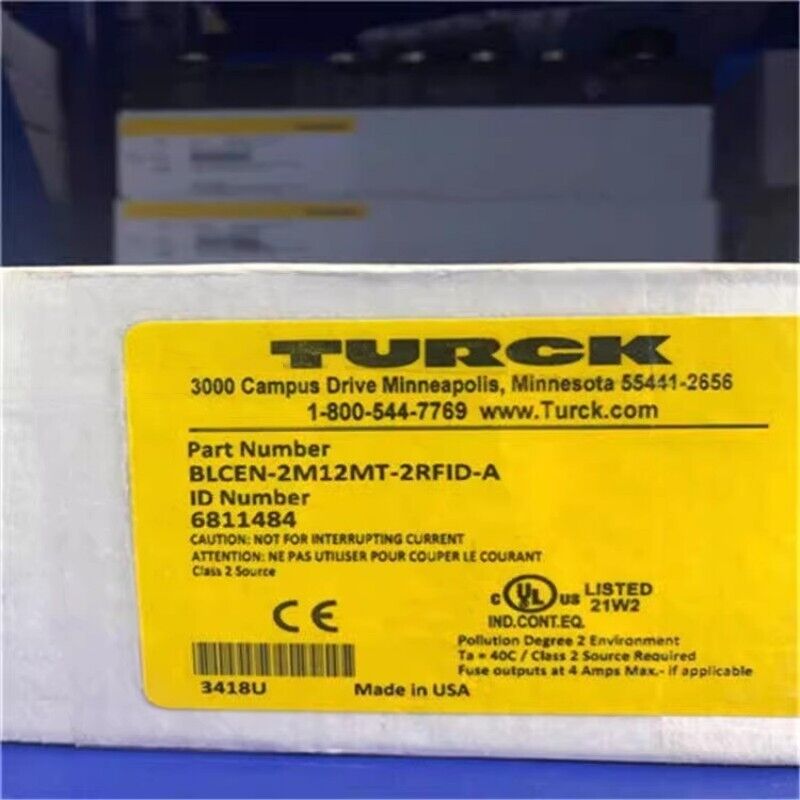 TURCK
3000 Campus Drive Minneapolis, Minnesota 55441-2656
1-800-544-7769 www.Turck.com
Part Number
BLCEN-2M12MT-2RFID-A
ID Number
6811484
CAUTION: NOT FOR INTERRUPTING CURRENT
ATTENTION: NE PAS UTILISER POUR COUPER LE COURANT
Class 2 Source
CE
c UL us LISTED
21W2
IND.CONT.EQ.
Pollution Degree 2 Environment
Ta = 40C / Class 2 Source Required
Fuse outputs at 4 Amps Max.- if applicable
3418U Made in USA